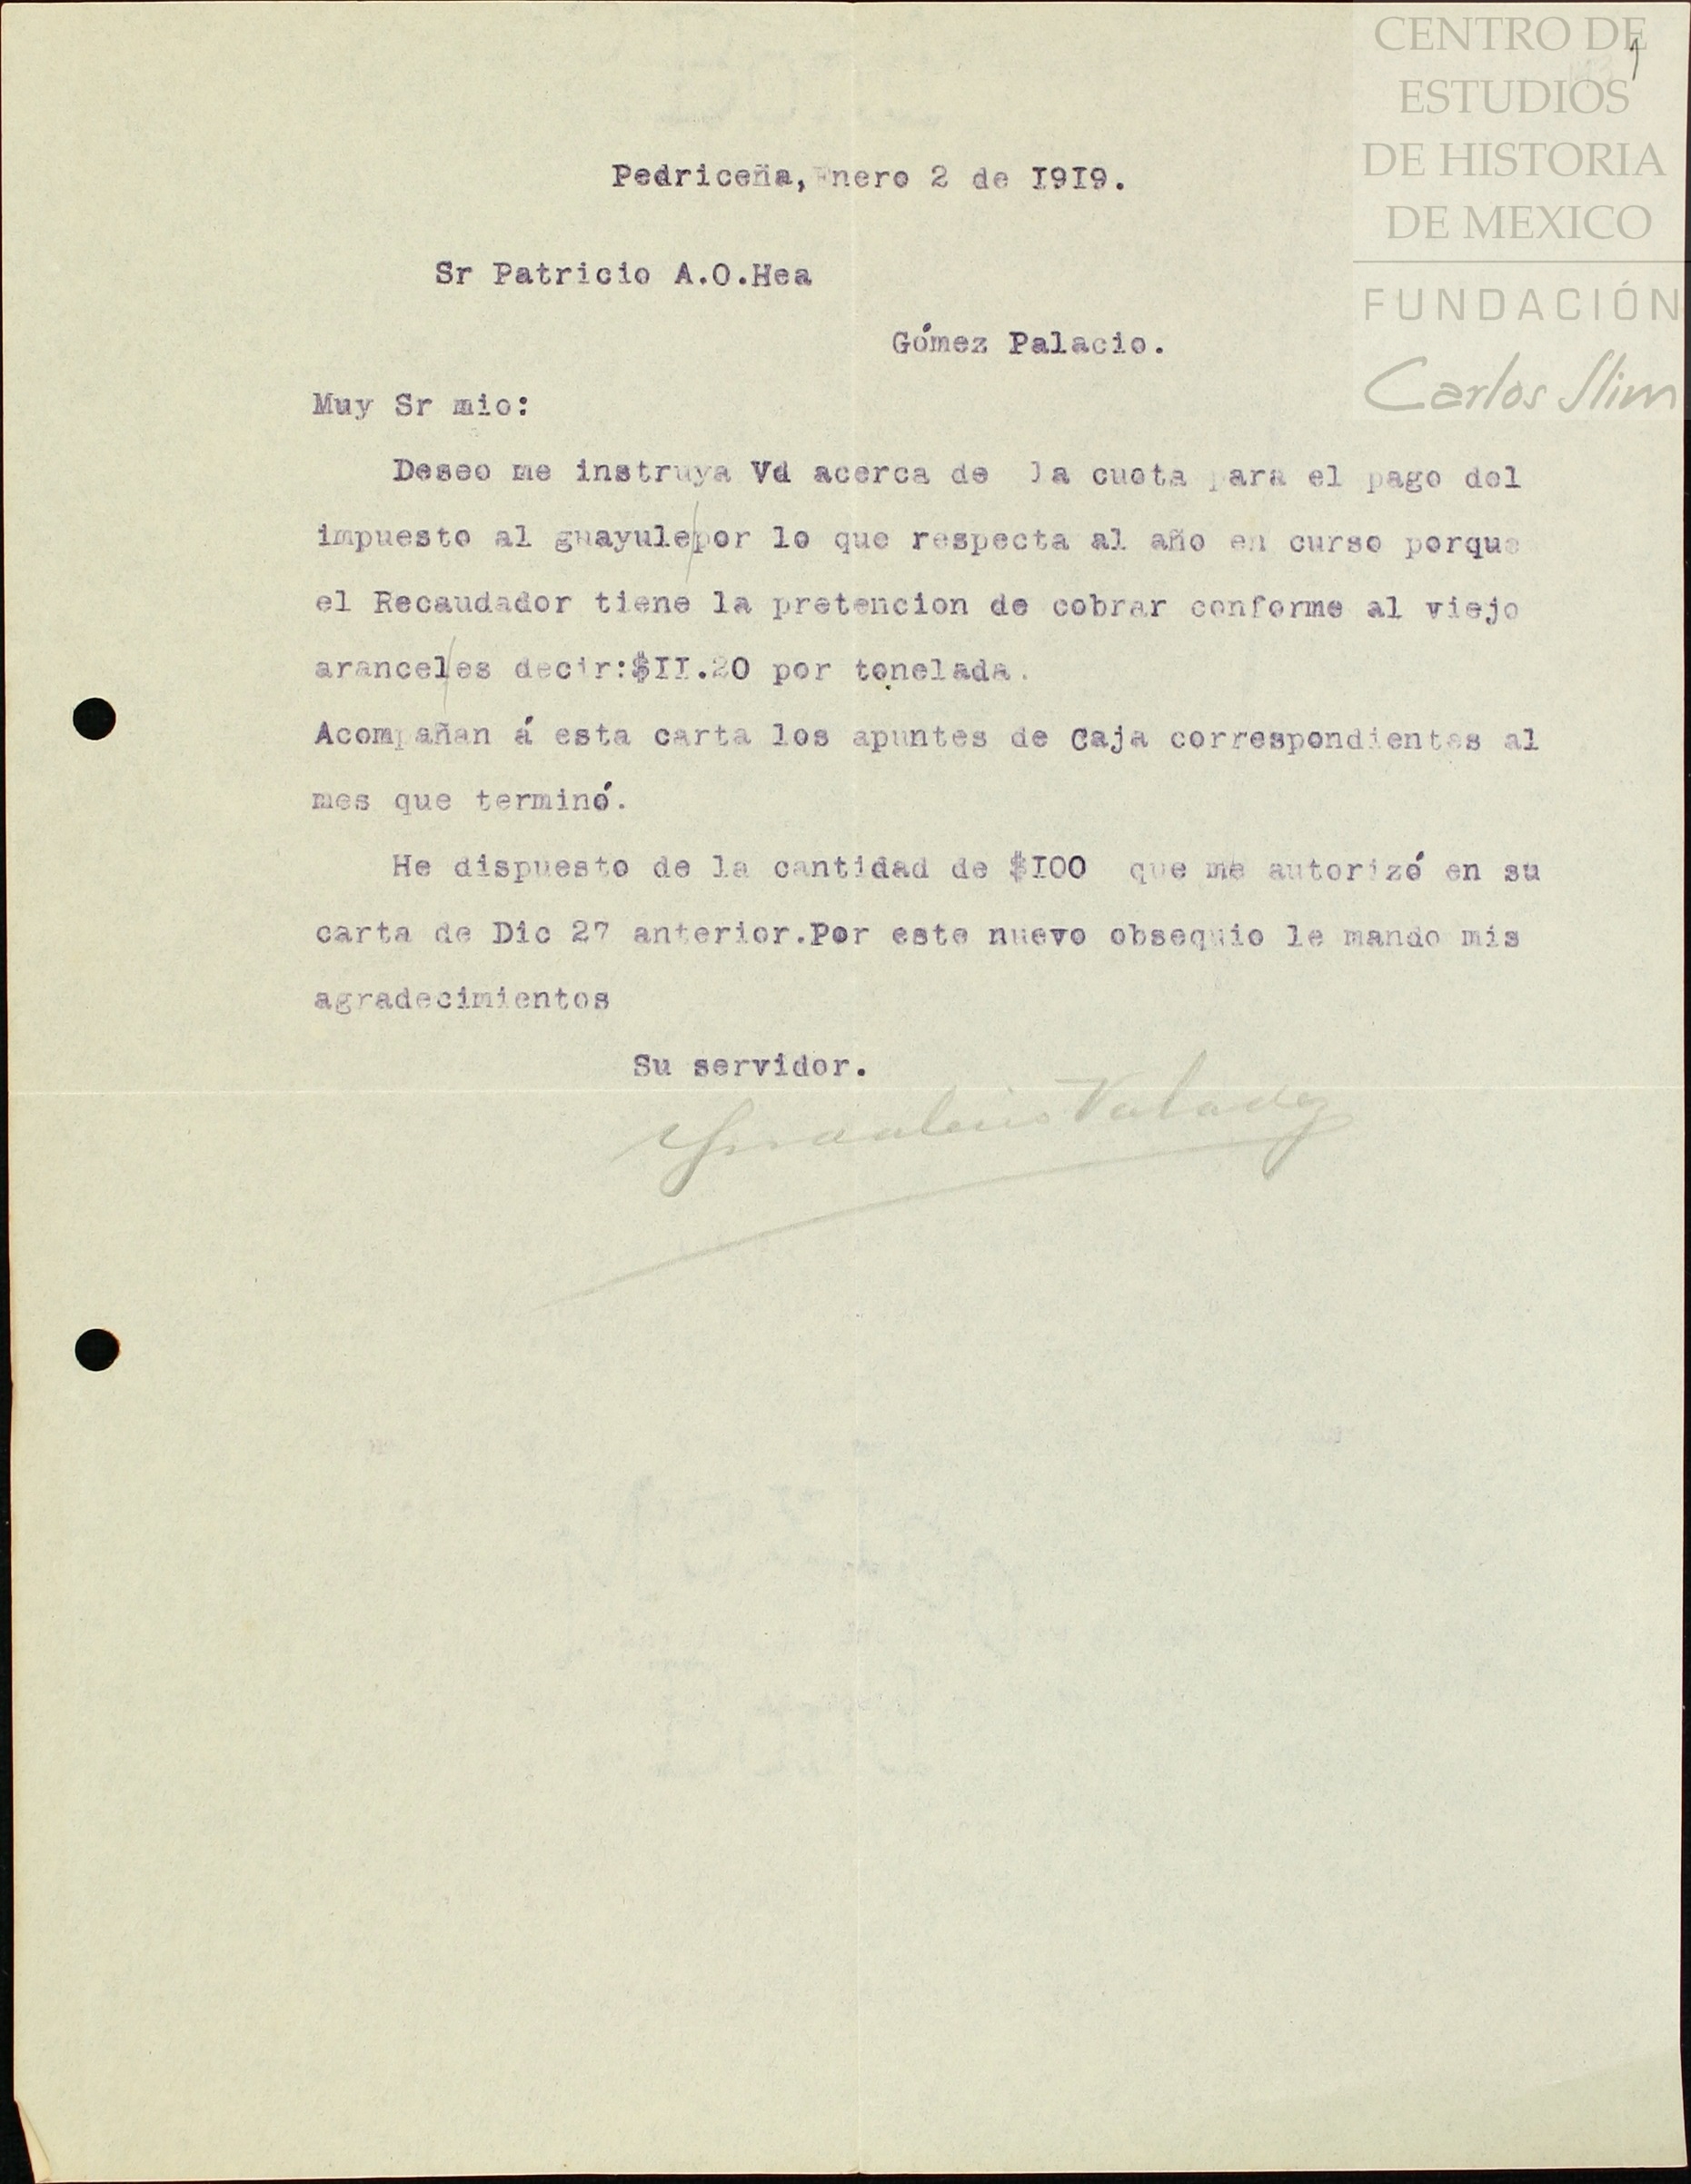 CENTRO DE
ESTUDIOS
DE HISTORIA
DE MEXICO
FUNDACIÓN
Carlos Slim
Pedriceña, Enero 2 de I9I9.
Sr Patricio A.O.Hea
Gómez Palacio.
Muy Sr mio:
Deseo me instruya Vd acerca de la cuota para el pago del
impuesto al guayule/por lo que respecta al año en curso porque
el Recaudador tiene la pretencion de cobrar conforme al viejo
arancel/es decir:$II.20 por tonelada.
Acompañan á esta carta los apuntes de Caja correspondientes al
mes que terminó.
He dispuesto de la cantidad de $I00 que me autorizó en su
carta de Dic 27 anterior.Por este nuevo obsequio le mando mis
agradecimientos
Su servidor.
Valadez